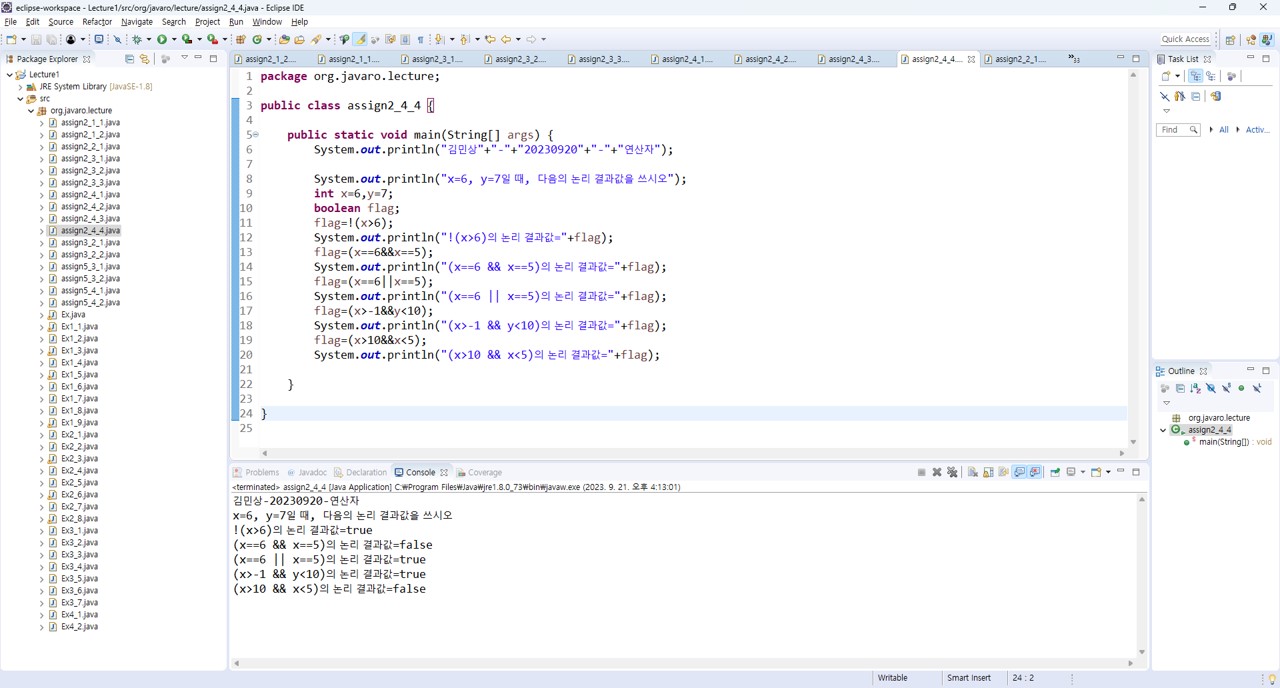 eclipse-workspace - Lecture1/src/org/javaro/lecture/assign2_4_4.java - Eclipse IDE
File Edit Source Refactor Navigate Search Project Run Window Help
Quick Access
Package Explorer
Lecture1
JRE System Library [JavaSE-1.8]
src
org.javaro.lecture
assign2_1_1.java
assign2_1_2.java
assign2_2_1.java
assign2_3_1.java
assign2_3_2.java
assign2_3_3.java
assign2_4_1.java
assign2_4_2.java
assign2_4_3.java
assign2_4_4.java
assign3_2_1.java
assign3_2_2.java
assign5_3_1.java
assign5_3_2.java
assign5_4_1.java
assign5_4_2.java
Ex.java
Ex1_1.java
Ex1_2.java
Ex1_3.java
Ex1_4.java
Ex1_5.java
Ex1_6.java
Ex1_7.java
Ex1_8.java
Ex1_9.java
Ex2_1.java
Ex2_2.java
Ex2_3.java
Ex2_4.java
Ex2_5.java
Ex2_6.java
Ex2_7.java
Ex2_8.java
Ex3_1.java
Ex3_2.java
Ex3_3.java
Ex3_4.java
Ex3_5.java
Ex3_6.java
Ex3_7.java
Ex4_1.java
Ex4_2.java
assign2_1_2.... assign2_1_1.... assign2_3_1.... assign2_3_2.... assign2_3_3.... assign2_4_1.... assign2_4_2.... assign2_4_3.... assign2_4_4.... assign2_2_1.... »33
1 package org.javaro.lecture;
2
3 public class assign2_4_4 {
4
5 public static void main(String[] args) {
6 System.out.println("김민상"+"-"+"20230920"+"-"+"연산자");
7
8 System.out.println("x=6, y=7일 때, 다음의 논리 결과값을 쓰시오");
9 int x=6,y=7;
10 boolean flag;
11 flag=!(x>6);
12 System.out.println("!(x>6)의 논리 결과값="+flag);
13 flag=(x==6&&x==5);
14 System.out.println("(x==6 && x==5)의 논리 결과값="+flag);
15 flag=(x==6||x==5);
16 System.out.println("(x==6 || x==5)의 논리 결과값="+flag);
17 flag=(x>-1&&y<10);
18 System.out.println("(x>-1 && y<10)의 논리 결과값="+flag);
19 flag=(x>10&&x<5);
20 System.out.println("(x>10 && x<5)의 논리 결과값="+flag);
21
22 }
23
24 }
25
Problems Javadoc Declaration Console Coverage
<terminated> assign2_4_4 [Java Application] C:₩Program Files₩Java₩jre1.8.0_73₩bin₩javaw.exe (2023. 9. 21. 오후 4:13:01)
김민상-20230920-연산자
x=6, y=7일 때, 다음의 논리 결과값을 쓰시오
!(x>6)의 논리 결과값=true
(x==6 && x==5)의 논리 결과값=false
(x==6 || x==5)의 논리 결과값=true
(x>-1 && y<10)의 논리 결과값=true
(x>10 && x<5)의 논리 결과값=false
Task List
Find All Activ...
Outline
org.javaro.lecture
assign2_4_4
main(String[]) : void
Writable Smart Insert 24 : 2